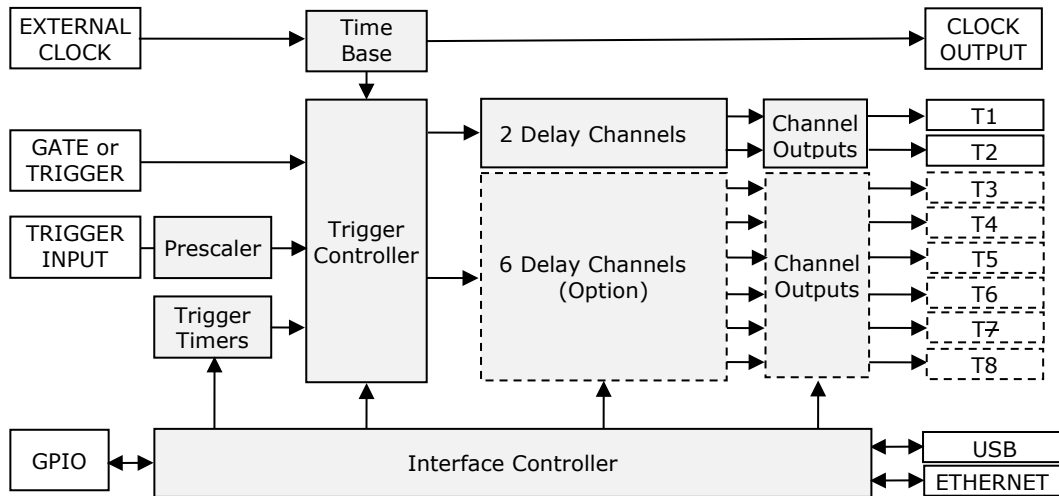 EXTERNAL
CLOCK
Time
Base
CLOCK
OUTPUT
GATE or
TRIGGER
TRIGGER
INPUT
Prescaler
Trigger
Timers
Trigger
Controller
2 Delay Channels
6 Delay Channels
(Option)
Channel
Outputs
Channel
Outputs
T1
T2
T3
T4
T5
T6
T7
T8
GPIO
Interface Controller
USB
ETHERNET